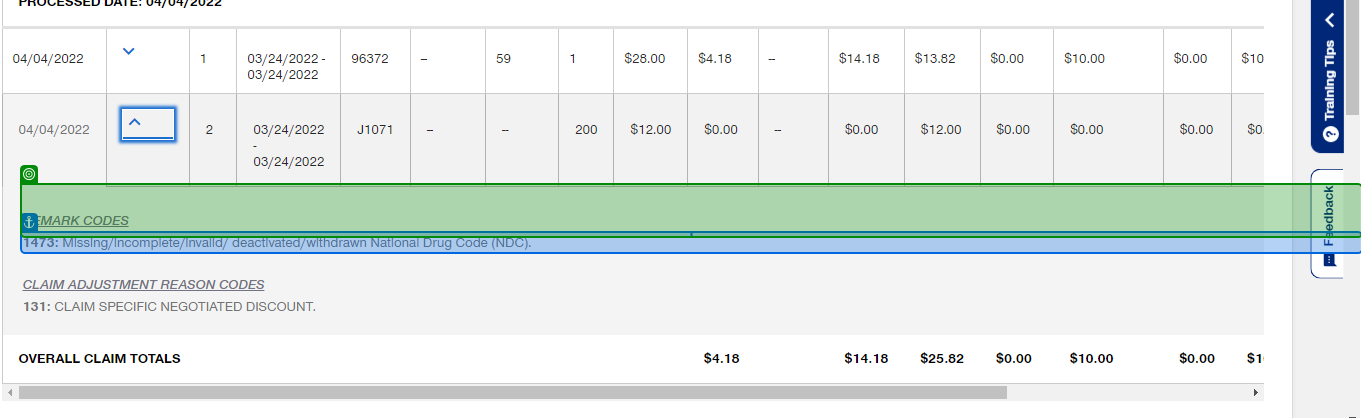 PROCESSED DATE: 04/04/2022
04/04/2022 1 03/24/2022 - 03/24/2022 96372 -- 59 1 $28.00 $4.18 -- $14.18 $13.82 $0.00 $10.00 $0.00 $10
04/04/2022 2 03/24/2022 - 03/24/2022 J1071 -- -- 200 $12.00 $0.00 -- $0.00 $12.00 $0.00 $0.00 $0.00 $0.
EMARK CODES
1473: Missing/incomplete/invalid/ deactivated/withdrawn National Drug Code (NDC).
CLAIM ADJUSTMENT REASON CODES
131: CLAIM SPECIFIC NEGOTIATED DISCOUNT.
OVERALL CLAIM TOTALS $4.18 $14.18 $25.82 $0.00 $10.00 $0.00 $1
Training Tips
Feedback